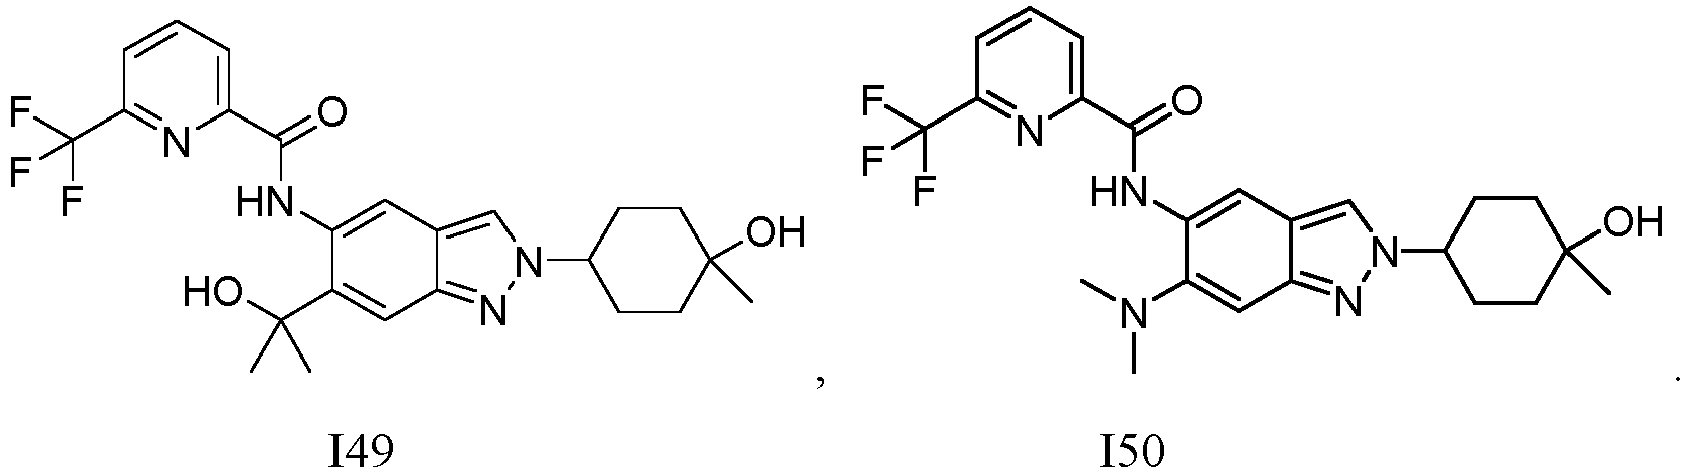 F F F N O HN HO N N OH
F F F N O HN N N N OH
, .
I49 I50